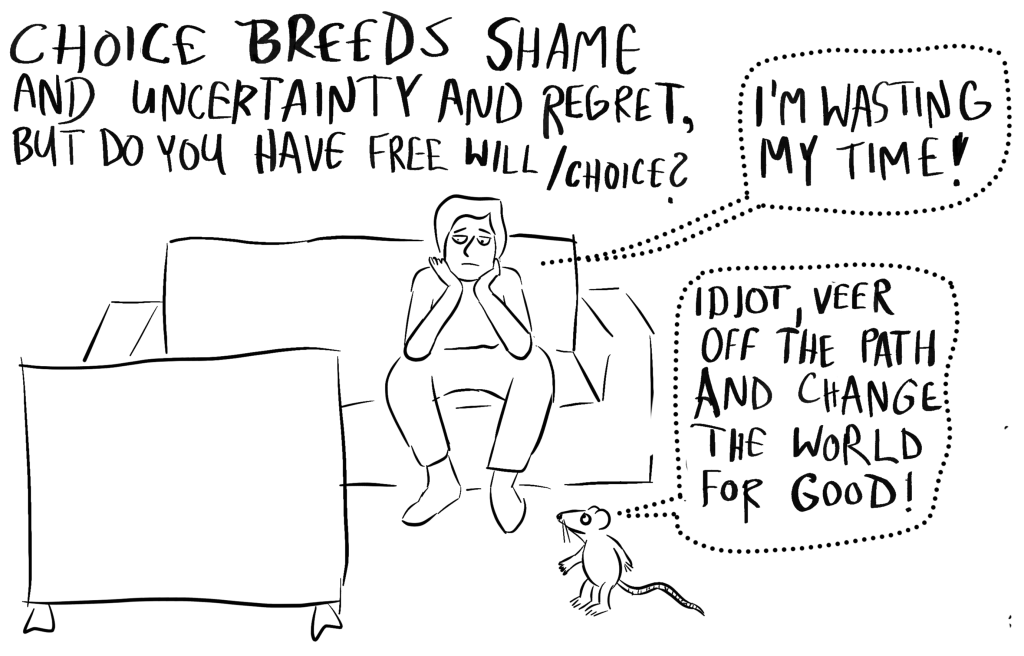 CHOICE BREEDS SHAME
AND UNCERTAINTY AND REGRET,
BUT DO YOU HAVE FREE WILL/CHOICE?
I'M WASTING
MY TIME!
IDIOT, VEER
OFF THE PATH
AND CHANGE
THE WORLD
FOR GOOD!